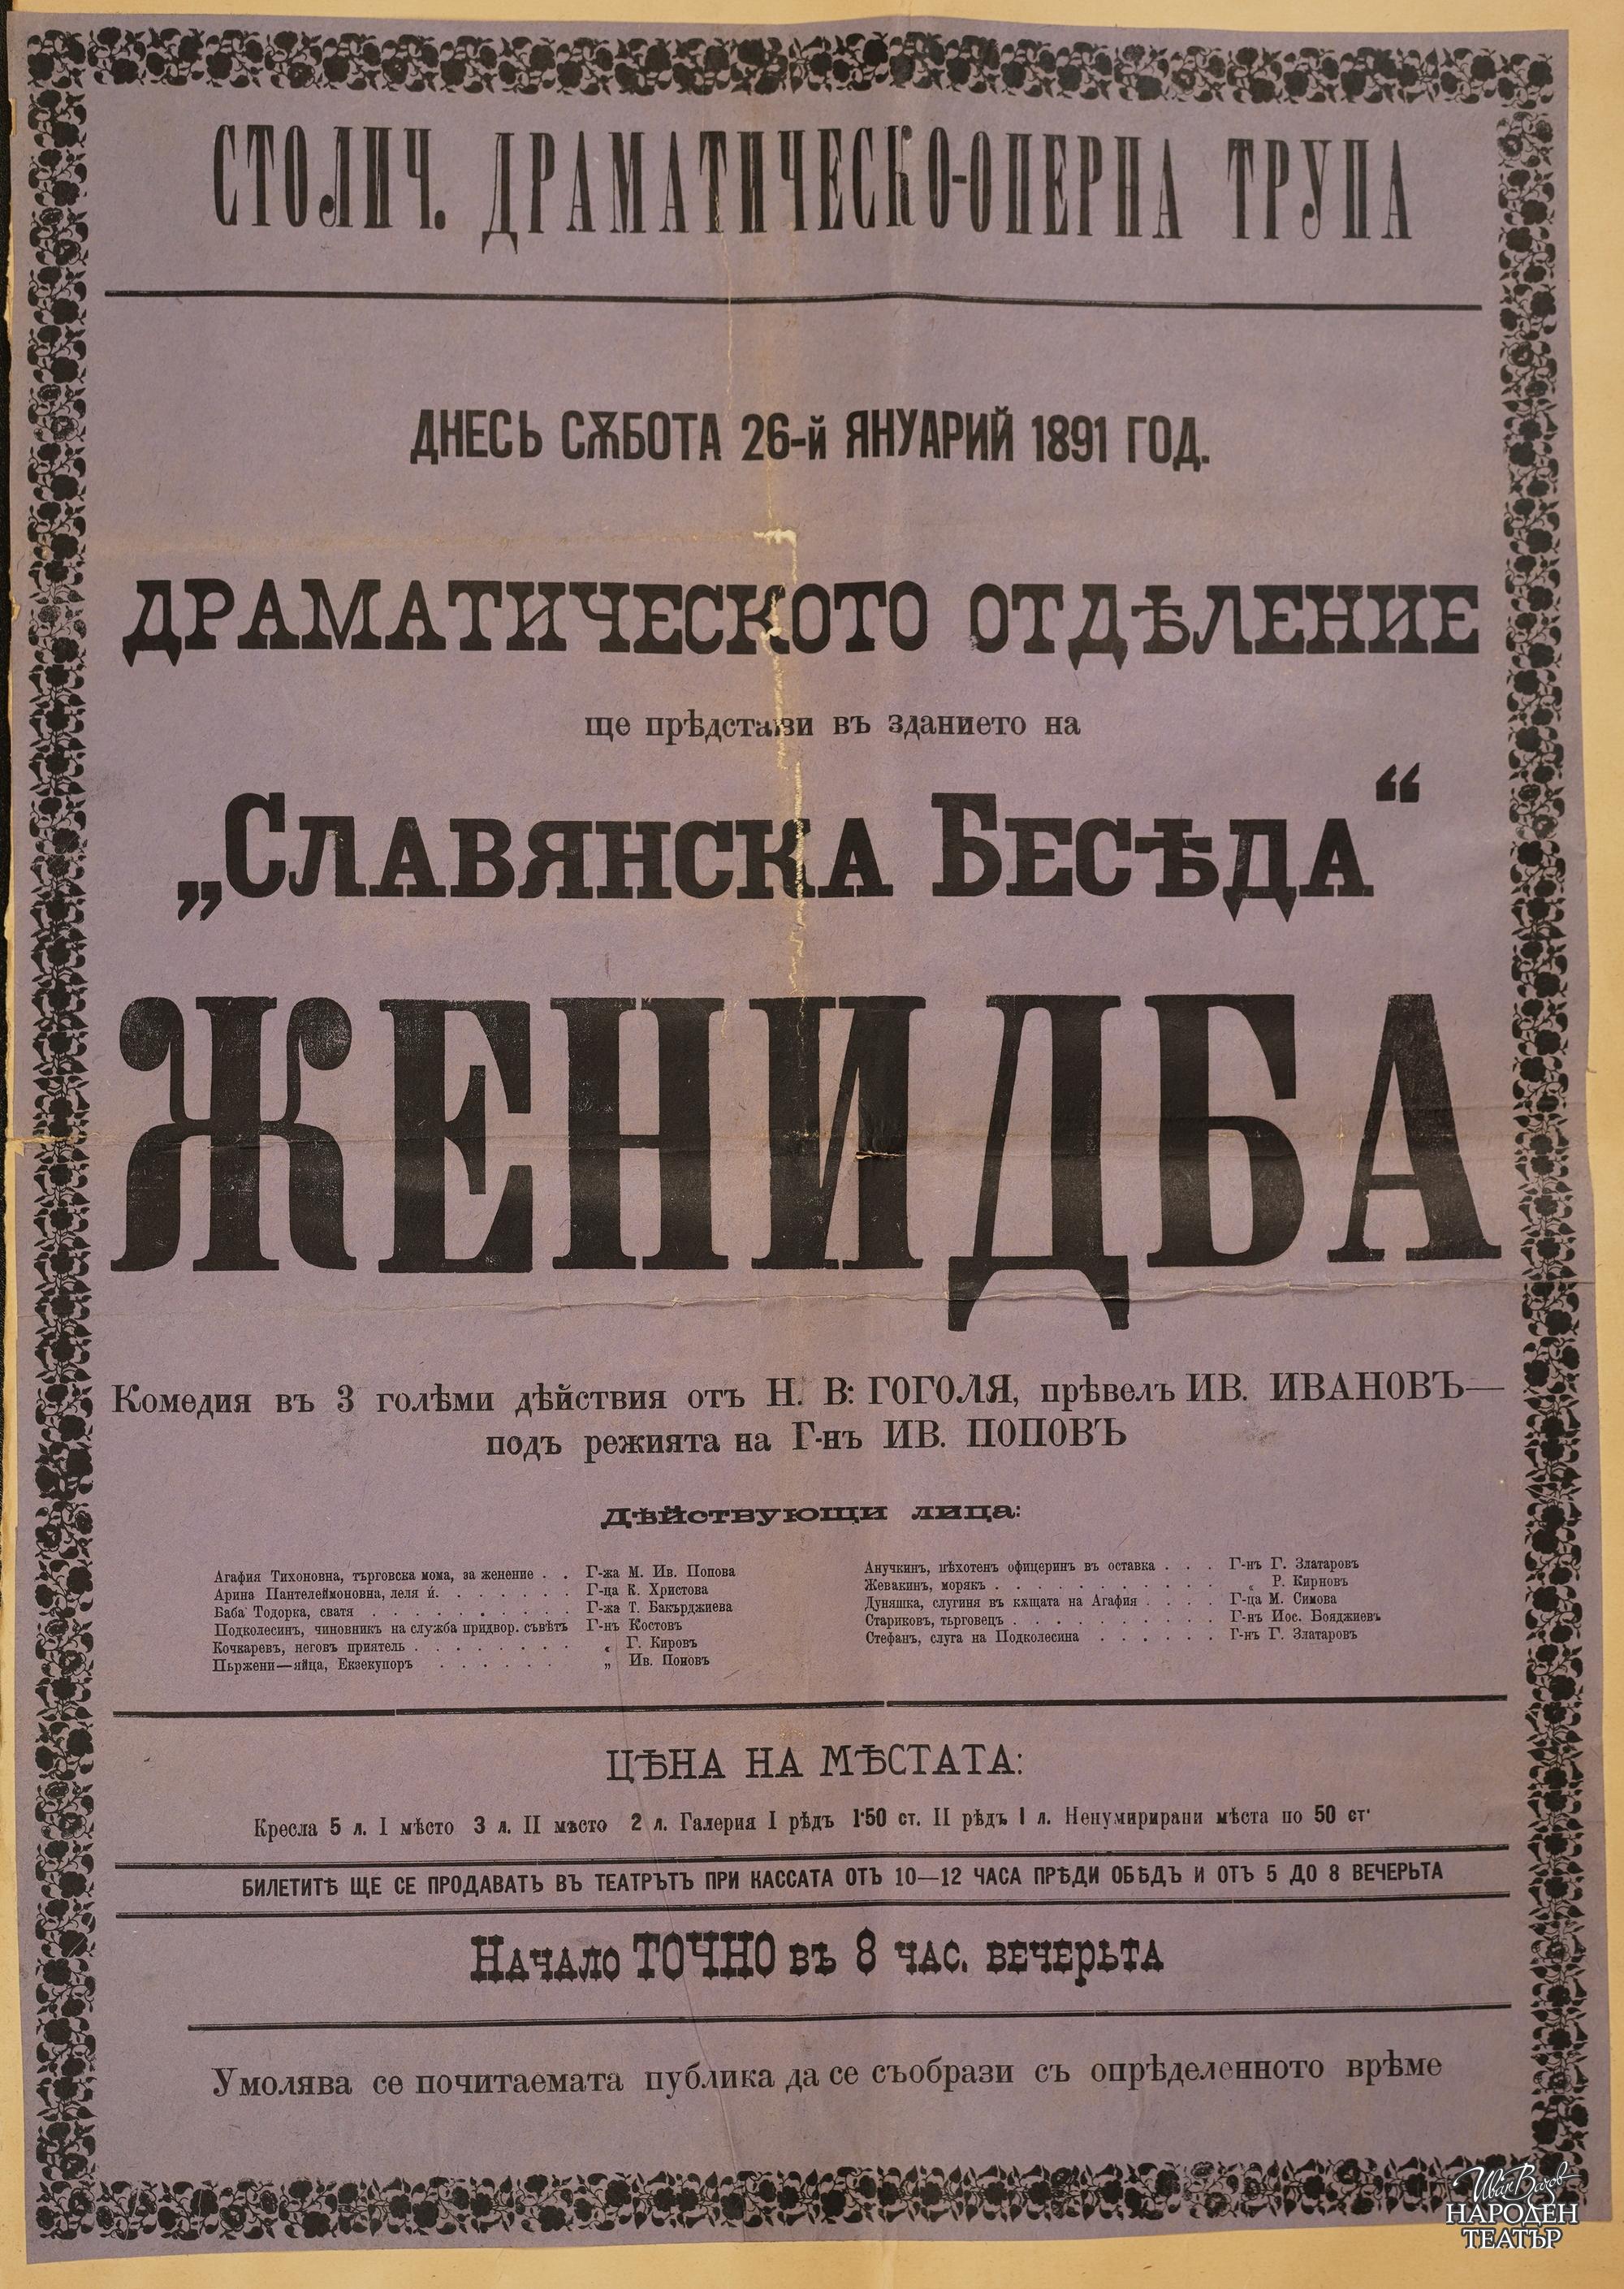 СТОЛИЧ. ДРАМАТИЧЕСКО-ОПЕРНА ТРУПА
ДНЕСЬ СѪБОТА 26-й ЯНУАРИЙ 1891 ГОД.
ДРАМАТИЧЕСКОТО ОТДѢЛЕНИЕ
ще прѣдстави въ зданието на
„СЛАВЯНСКА БЕСѢДА“
ЖЕНИДБА
Комедия въ 3 голѣми дѣйствия отъ Н. В: ГОГОЛЯ, прѣвелъ ИВ. ИВАНОВЪ—
подъ режията на Г-нъ ИВ. ПОПОВЪ
Дѣйствующи лица:
Агафия Тихоновна, търговска мома, за женение . . Г-жа М. Ив. Попова
Арина Пантелеймоновна, леля ѝ. . . . . . . Г-ца К. Христова
Баба Тодорка, сватя . . . . . . . . . . Г-жа Т. Бакърджиева
Подколесинъ, чиновникъ на служба придвор. съвѣтъ Г-нъ Костовъ
Кочкаревъ, неговъ приятель . . . . . . . . „ Г. Кировъ
Пържени—яйца, Екзекупоръ . . . . . . „ Ив. Поповъ
Анучкинъ, пѣхотенъ офицеринъ въ оставка . . . Г-нъ Г. Златаровъ
Жевакинъ, морякъ . . . . . . . . . . . „ Р. Кирновъ
Дуняшка, слугиня въ кѫщата на Агафия . . . . Г-ца М. Симова
Стариковъ, търговецъ . . . . . . . . . . Г-нъ Иос. Бояджиевъ
Стефанъ, слуга на Подколесина . . . . . . Г-нъ Г. Златаровъ
ЦѢНА НА МѢСТАТА:
Кресла 5 л. I мѣсто 3 л. II мѣсто 2 л. Галерия I рѣдъ 1·50 ст. II рѣдъ 1 л. Ненумирирани мѣста по 50 ст·
БИЛЕТИТѢ ЩЕ СЕ ПРОДАВАТЪ ВЪ ТЕАТРЪТЪ ПРИ КАССАТА ОТЪ 10—12 ЧАСА ПРѢДИ ОБѢДЪ И ОТЪ 5 ДО 8 ВЕЧЕРЬТА
НАЧАЛО ТОЧНО ВЪ 8 ЧАС. ВЕЧЕРЬТА
Умолява се почитаемата публика да се съобрази съ опрѣделенното врѣме
Иван Вазов
НАРОДЕН
ТЕАТЪР